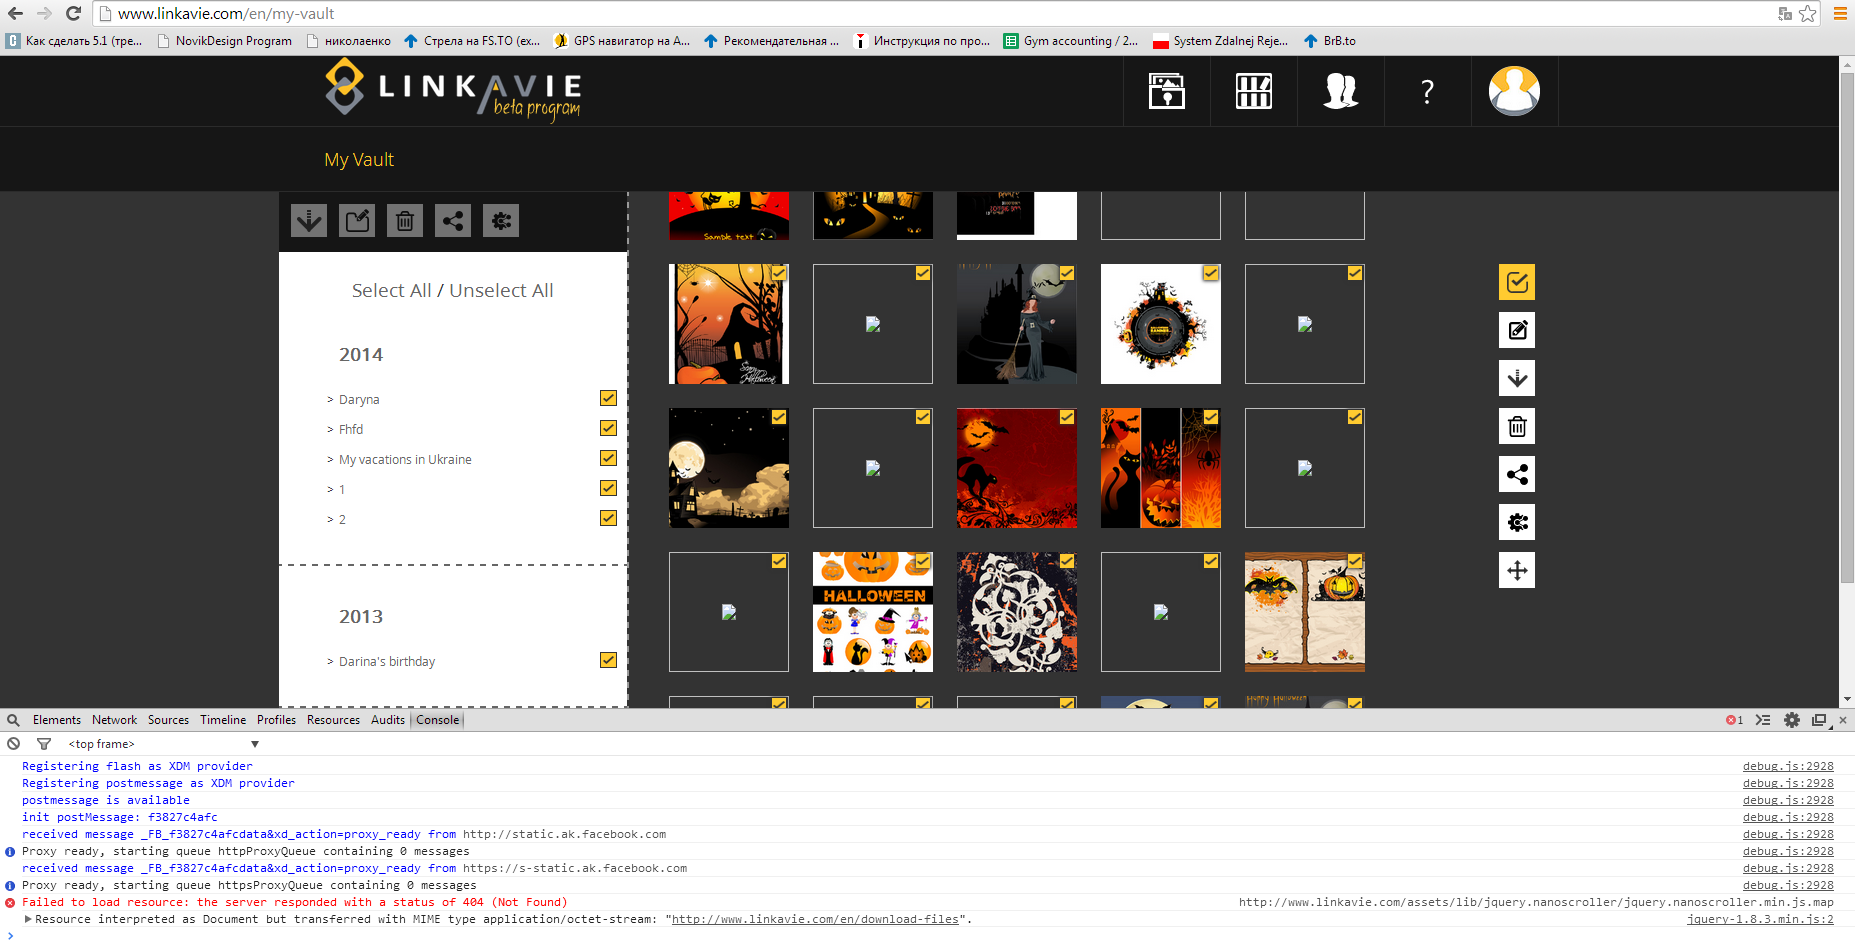 www.linkavie.com/en/my-vault
Как сделать 5.1 (тре... NovikDesign Program николаенко Стрела на FS.TO (ex... GPS навигатор на A... Рекомендательная ... Инструкция по про... Gym accounting / 2... System Zdalnej Reje... BrB.to
LINKAVIE
beta program
?
My Vault
Sample text
Select All / Unselect All
2014
> Daryna
> Fhfd
> My vacations in Ukraine
> 1
> 2
HALLOWEEN
2013
> Darina's birthday
Happy Halloween
Elements Network Sources Timeline Profiles Resources Audits Console 1
<top frame>
Registering flash as XDM provider debug.js:2928
Registering postmessage as XDM provider debug.js:2928
postmessage is available debug.js:2928
init postMessage: f3827c4afc debug.js:2928
received message _FB_f3827c4afcdata&xd_action=proxy_ready from http://static.ak.facebook.com debug.js:2928
Proxy ready, starting queue httpProxyQueue containing 0 messages debug.js:2928
received message _FB_f3827c4afcdata&xd_action=proxy_ready from https://s-static.ak.facebook.com debug.js:2928
Proxy ready, starting queue httpsProxyQueue containing 0 messages debug.js:2928
Failed to load resource: the server responded with a status of 404 (Not Found) http://www.linkavie.com/assets/lib/jquery.nanoscroller/jquery.nanoscroller.min.js.map
Resource interpreted as Document but transferred with MIME type application/octet-stream: "http://www.linkavie.com/en/download-files". jquery-1.8.3.min.js:2